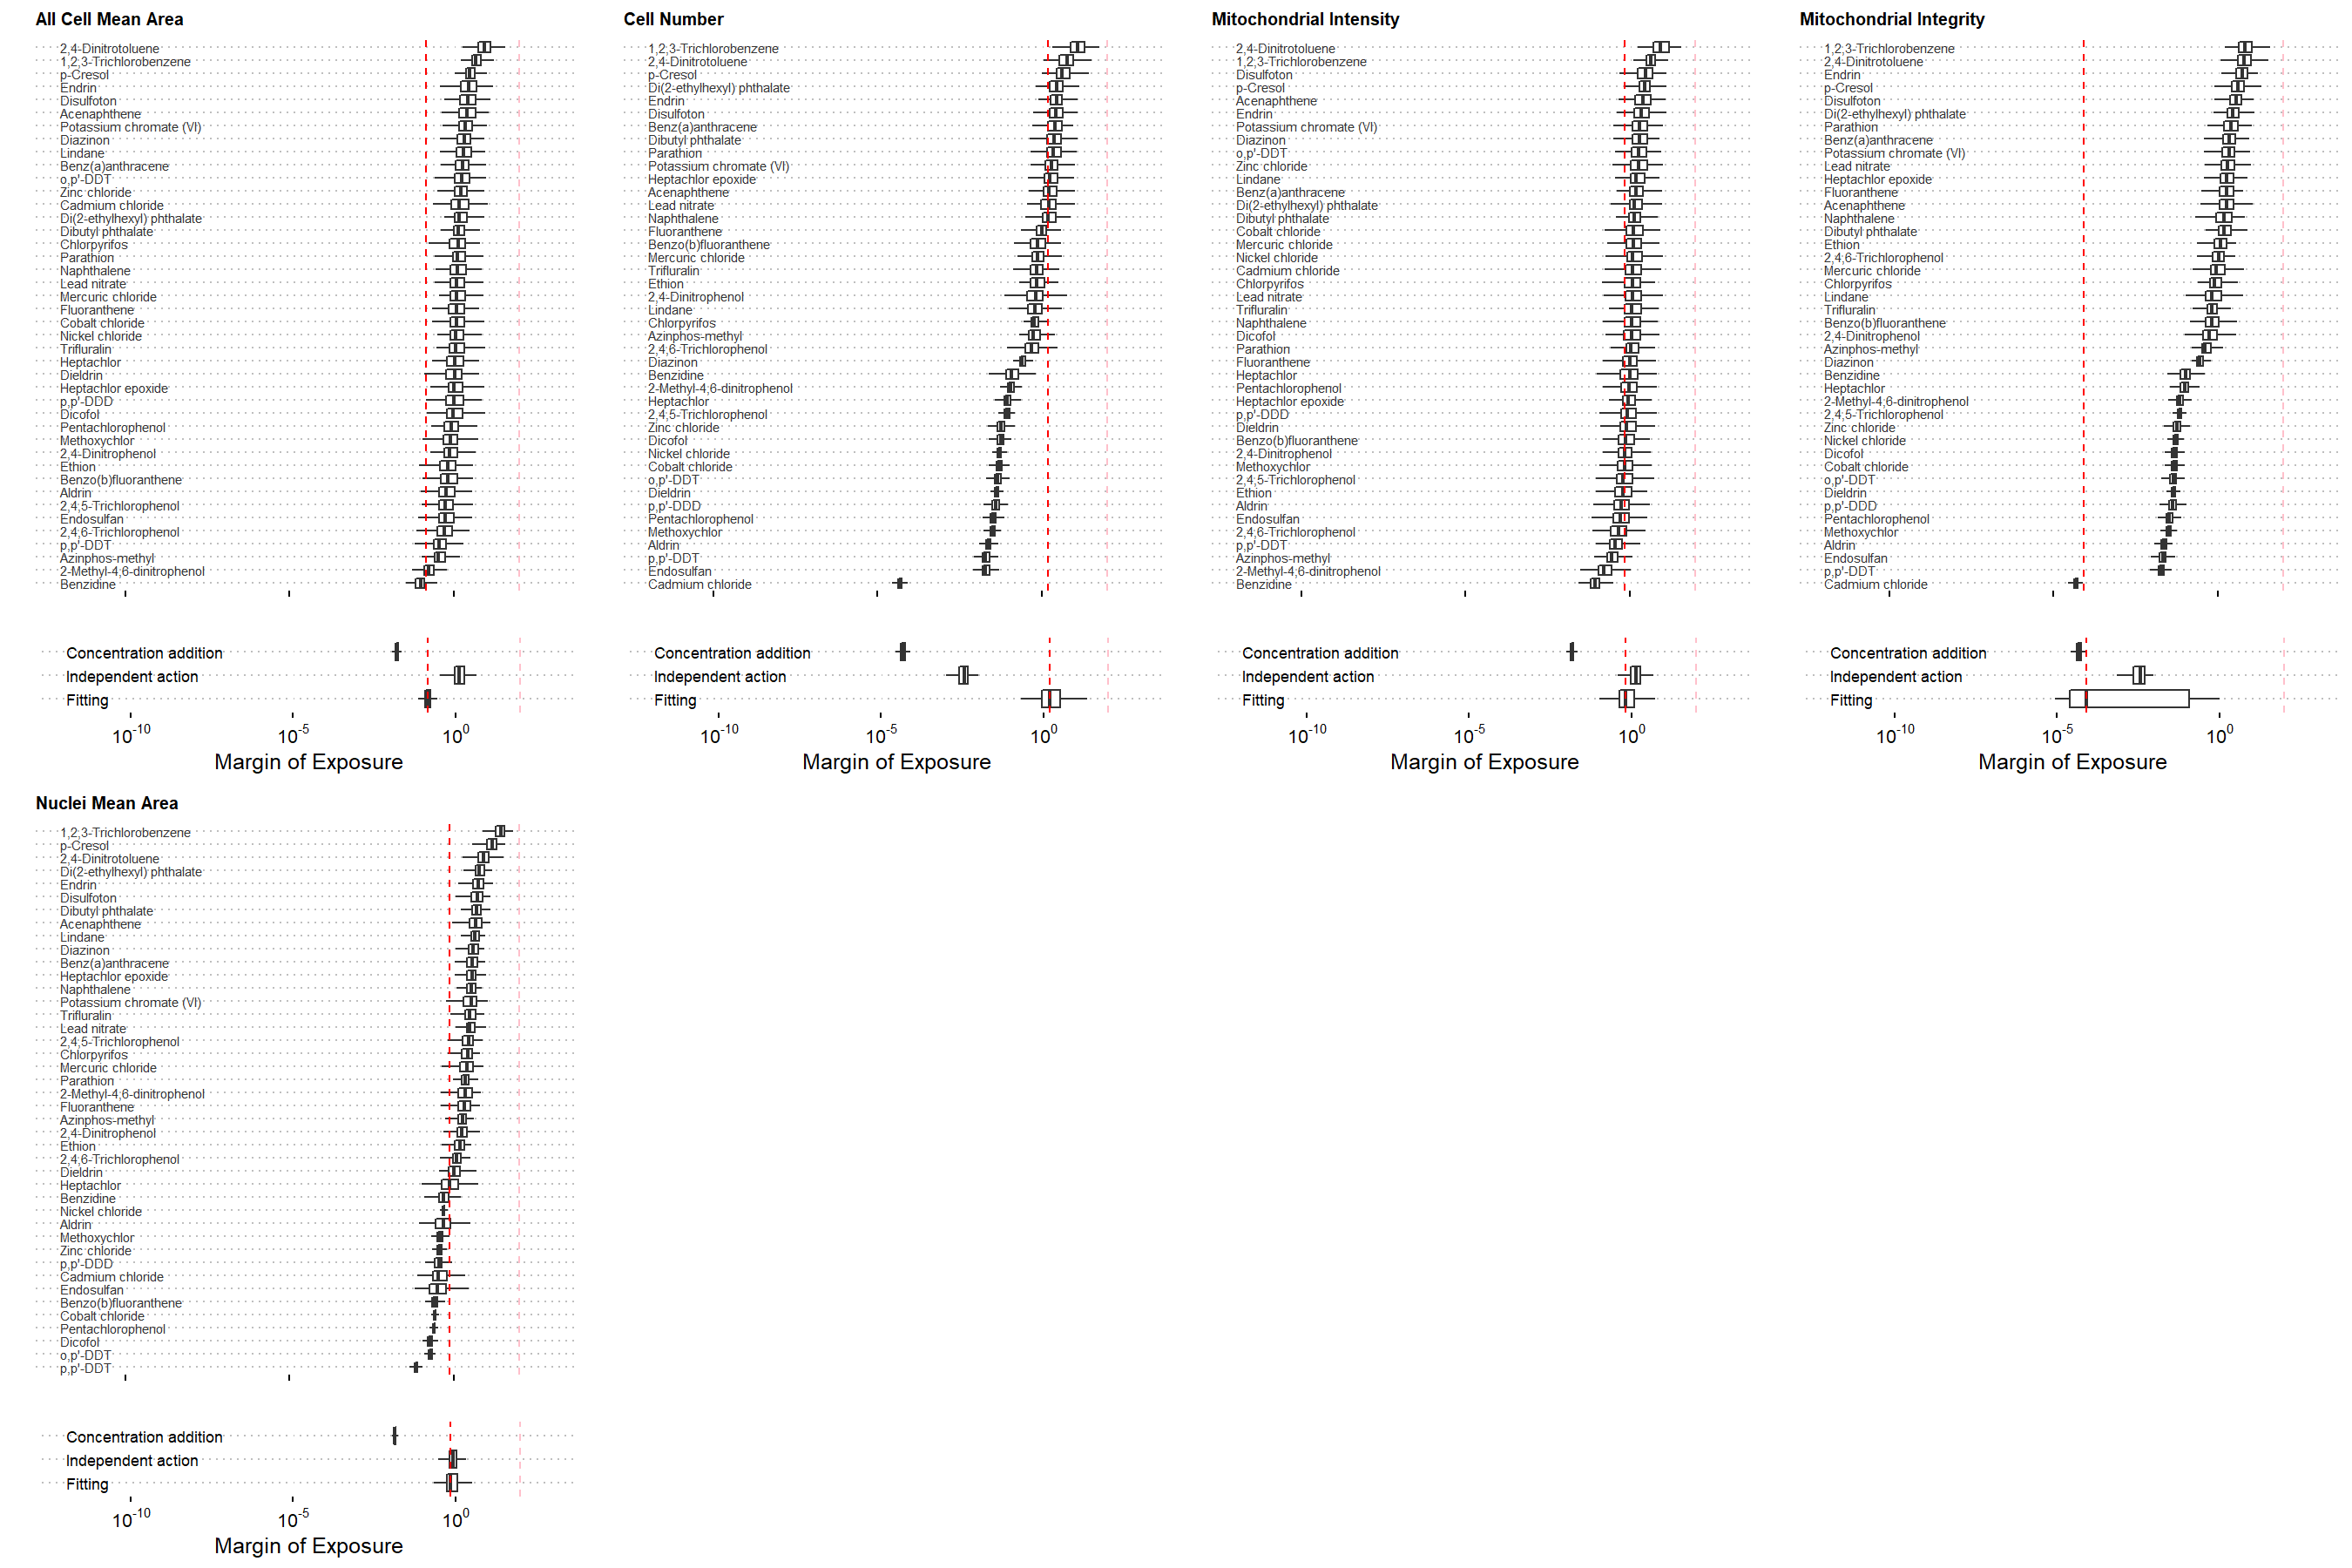 All Cell Mean Area
2,4-Dinitrotoluene
1,2,3-Trichlorobenzene
p-Cresol
Endrin
Disulfoton
Acenaphthene
Potassium chromate (VI)
Diazinon
Lindane
Benz(a)anthracene
o,p'-DDT
Zinc chloride
Cadmium chloride
Di(2-ethylhexyl) phthalate
Dibutyl phthalate
Chlorpyrifos
Parathion
Naphthalene
Lead nitrate
Mercuric chloride
Fluoranthene
Cobalt chloride
Nickel chloride
Trifluralin
Heptachlor
Dieldrin
Heptachlor epoxide
p,p'-DDD
Dicofol
Pentachlorophenol
Methoxychlor
2,4-Dinitrophenol
Ethion
Benzo(b)fluoranthene
Aldrin
2,4,5-Trichlorophenol
Endosulfan
2,4,6-Trichlorophenol
p,p'-DDT
Azinphos-methyl
2-Methyl-4,6-dinitrophenol
Benzidine
Concentration addition
Independent action
Fitting
10^-10 10^-5 10^0
Margin of Exposure
Cell Number
1,2,3-Trichlorobenzene
2,4-Dinitrotoluene
p-Cresol
Di(2-ethylhexyl) phthalate
Endrin
Disulfoton
Benz(a)anthracene
Dibutyl phthalate
Parathion
Potassium chromate (VI)
Heptachlor epoxide
Acenaphthene
Lead nitrate
Naphthalene
Fluoranthene
Benzo(b)fluoranthene
Mercuric chloride
Trifluralin
Ethion
2,4-Dinitrophenol
Lindane
Chlorpyrifos
Azinphos-methyl
2,4,6-Trichlorophenol
Diazinon
Benzidine
2-Methyl-4,6-dinitrophenol
Heptachlor
2,4,5-Trichlorophenol
Zinc chloride
Dicofol
Nickel chloride
Cobalt chloride
o,p'-DDT
Dieldrin
p,p'-DDD
Pentachlorophenol
Methoxychlor
Aldrin
p,p'-DDT
Endosulfan
Cadmium chloride
Concentration addition
Independent action
Fitting
10^-10 10^-5 10^0
Margin of Exposure
Mitochondrial Intensity
2,4-Dinitrotoluene
1,2,3-Trichlorobenzene
Disulfoton
p-Cresol
Acenaphthene
Endrin
Potassium chromate (VI)
Diazinon
o,p'-DDT
Zinc chloride
Lindane
Benz(a)anthracene
Di(2-ethylhexyl) phthalate
Dibutyl phthalate
Cobalt chloride
Mercuric chloride
Nickel chloride
Cadmium chloride
Chlorpyrifos
Lead nitrate
Trifluralin
Naphthalene
Dicofol
Parathion
Fluoranthene
Heptachlor
Pentachlorophenol
Heptachlor epoxide
p,p'-DDD
Dieldrin
Benzo(b)fluoranthene
2,4-Dinitrophenol
Methoxychlor
2,4,5-Trichlorophenol
Ethion
Aldrin
Endosulfan
2,4,6-Trichlorophenol
p,p'-DDT
Azinphos-methyl
2-Methyl-4,6-dinitrophenol
Benzidine
Concentration addition
Independent action
Fitting
10^-10 10^-5 10^0
Margin of Exposure
Mitochondrial Integrity
1,2,3-Trichlorobenzene
2,4-Dinitrotoluene
Endrin
p-Cresol
Disulfoton
Di(2-ethylhexyl) phthalate
Parathion
Benz(a)anthracene
Potassium chromate (VI)
Lead nitrate
Heptachlor epoxide
Fluoranthene
Acenaphthene
Naphthalene
Dibutyl phthalate
Ethion
2,4,6-Trichlorophenol
Mercuric chloride
Chlorpyrifos
Lindane
Trifluralin
Benzo(b)fluoranthene
2,4-Dinitrophenol
Azinphos-methyl
Diazinon
Benzidine
Heptachlor
2-Methyl-4,6-dinitrophenol
2,4,5-Trichlorophenol
Zinc chloride
Nickel chloride
Dicofol
Cobalt chloride
o,p'-DDT
Dieldrin
p,p'-DDD
Pentachlorophenol
Methoxychlor
Aldrin
Endosulfan
p,p'-DDT
Cadmium chloride
Concentration addition
Independent action
Fitting
10^-10 10^-5 10^0
Margin of Exposure
Nuclei Mean Area
1,2,3-Trichlorobenzene
p-Cresol
2,4-Dinitrotoluene
Di(2-ethylhexyl) phthalate
Endrin
Disulfoton
Dibutyl phthalate
Acenaphthene
Lindane
Diazinon
Benz(a)anthracene
Heptachlor epoxide
Naphthalene
Potassium chromate (VI)
Trifluralin
Lead nitrate
2,4,5-Trichlorophenol
Chlorpyrifos
Mercuric chloride
Parathion
2-Methyl-4,6-dinitrophenol
Fluoranthene
Azinphos-methyl
2,4-Dinitrophenol
Ethion
2,4,6-Trichlorophenol
Dieldrin
Heptachlor
Benzidine
Nickel chloride
Aldrin
Methoxychlor
Zinc chloride
p,p'-DDD
Cadmium chloride
Endosulfan
Benzo(b)fluoranthene
Cobalt chloride
Pentachlorophenol
Dicofol
o,p'-DDT
p,p'-DDT
Concentration addition
Independent action
Fitting
10^-10 10^-5 10^0
Margin of Exposure